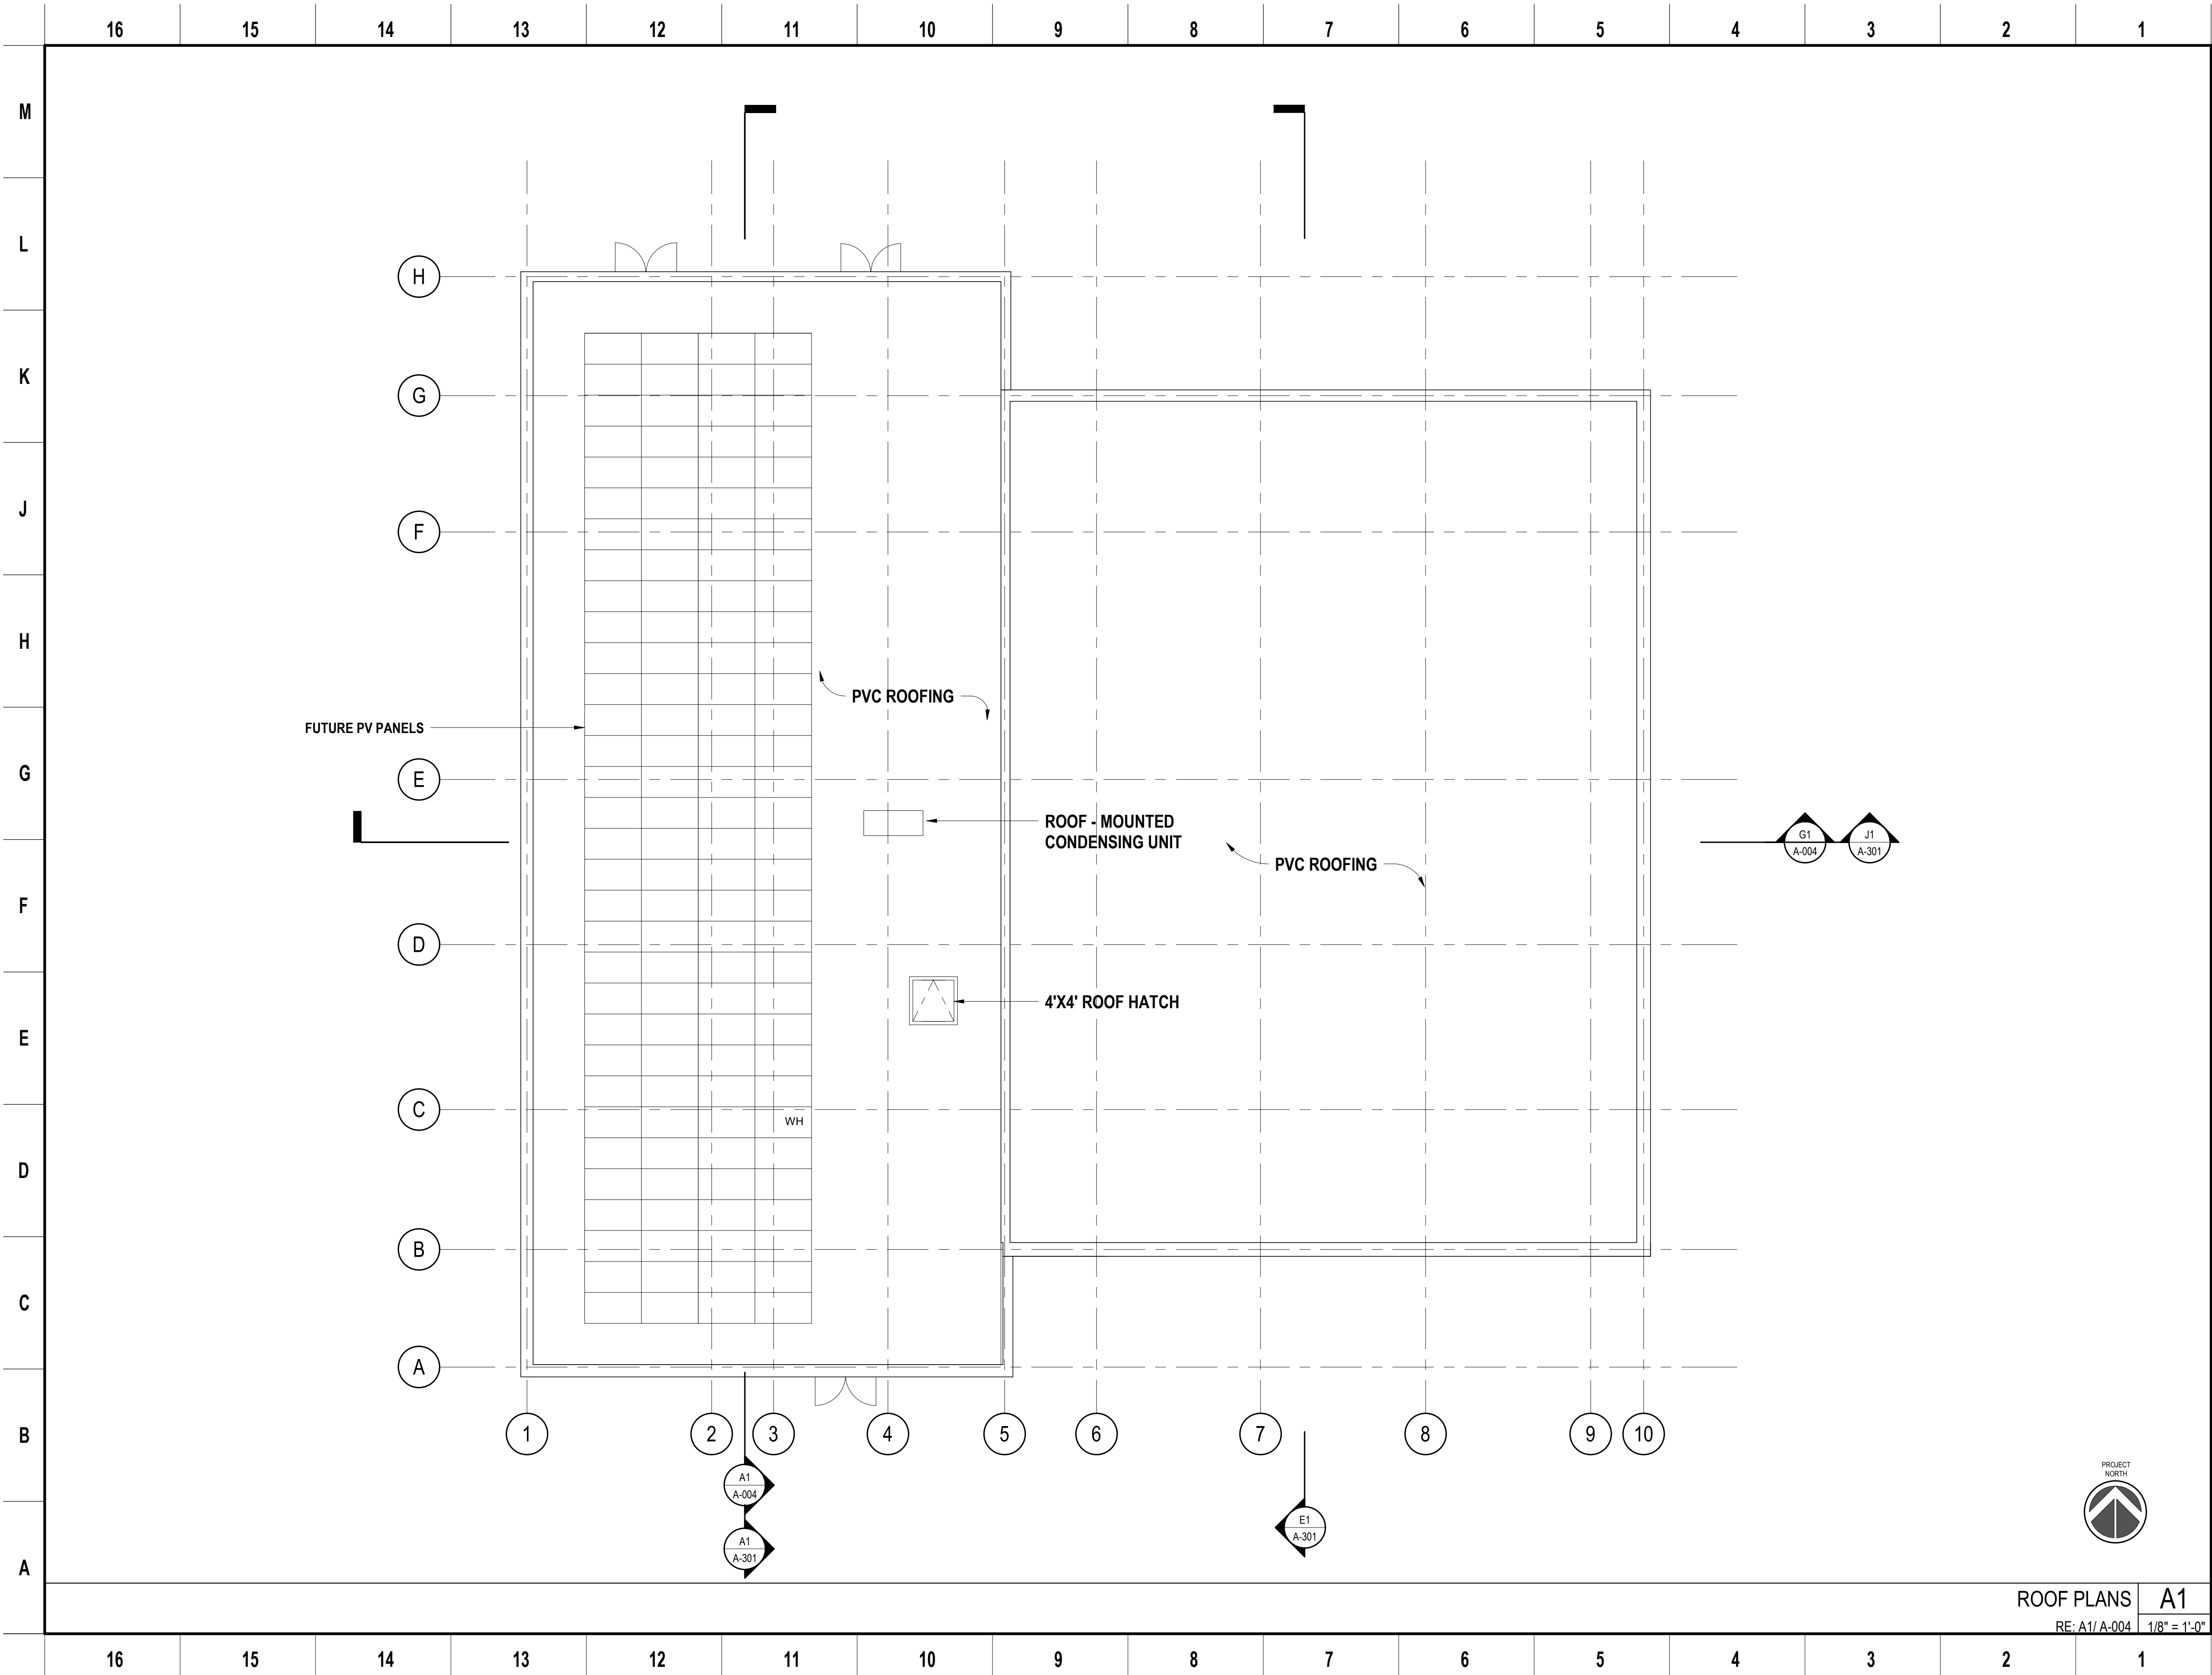 16 15 14 13 12 11 10 9 8 7 6 5 4 3 2 1
M
L
H
K
G
J
F
H
PVC ROOFING
FUTURE PV PANELS
G
E
ROOF - MOUNTED
CONDENSING UNIT
G1
A-004
J1
A-301
PVC ROOFING
F
D
4'X4' ROOF HATCH
E
C
WH
D
B
C
A
B
1 2 3 4 5 6 7 8 9 10
PROJECT
NORTH
A1
A-004
E1
A-301
A1
A-301
A
ROOF PLANS A1
RE: A1/ A-004 1/8" = 1'-0"
16 15 14 13 12 11 10 9 8 7 6 5 4 3 2 1